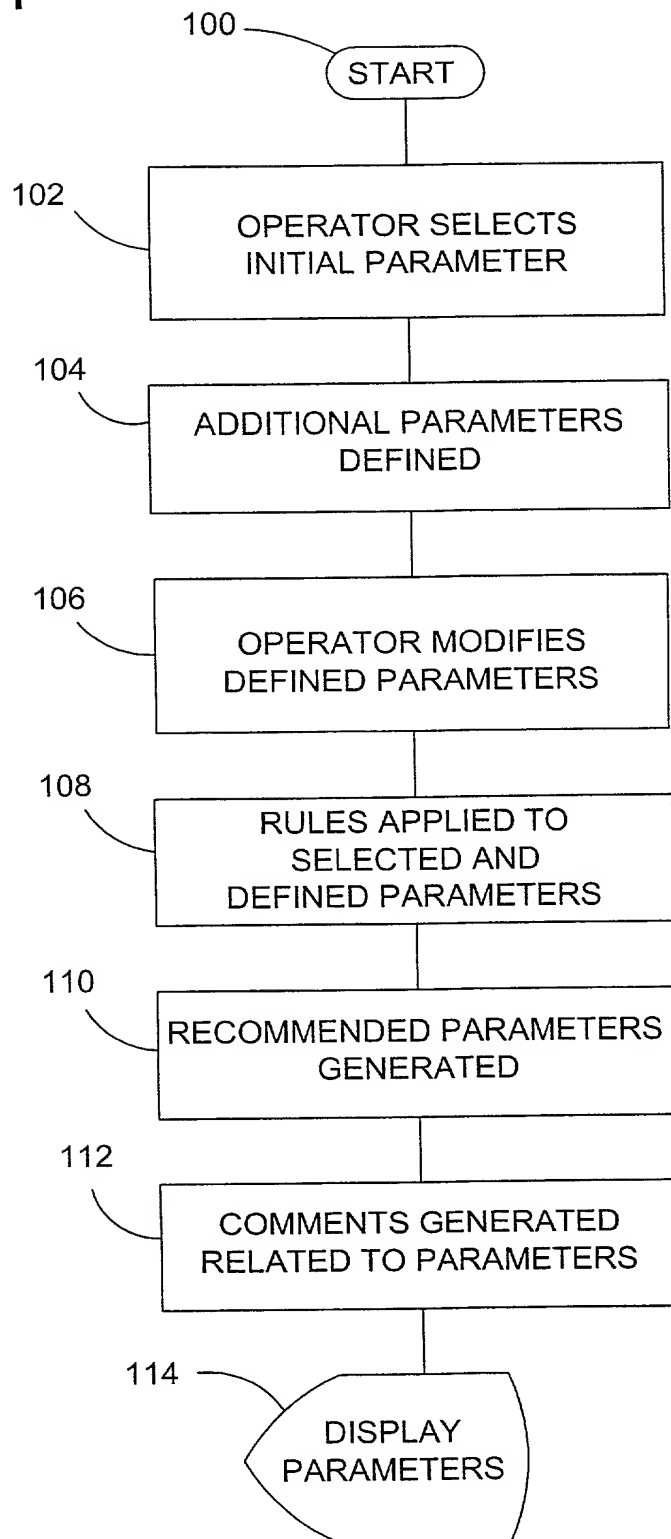 100
START
102
OPERATOR SELECTS
INITIAL PARAMETER
104
ADDITIONAL PARAMETERS
DEFINED
106
OPERATOR MODIFIES
DEFINED PARAMETERS
108
RULES APPLIED TO
SELECTED AND
DEFINED PARAMETERS
110
RECOMMENDED PARAMETERS
GENERATED
112
COMMENTS GENERATED
RELATED TO PARAMETERS
114
DISPLAY
PARAMETERS